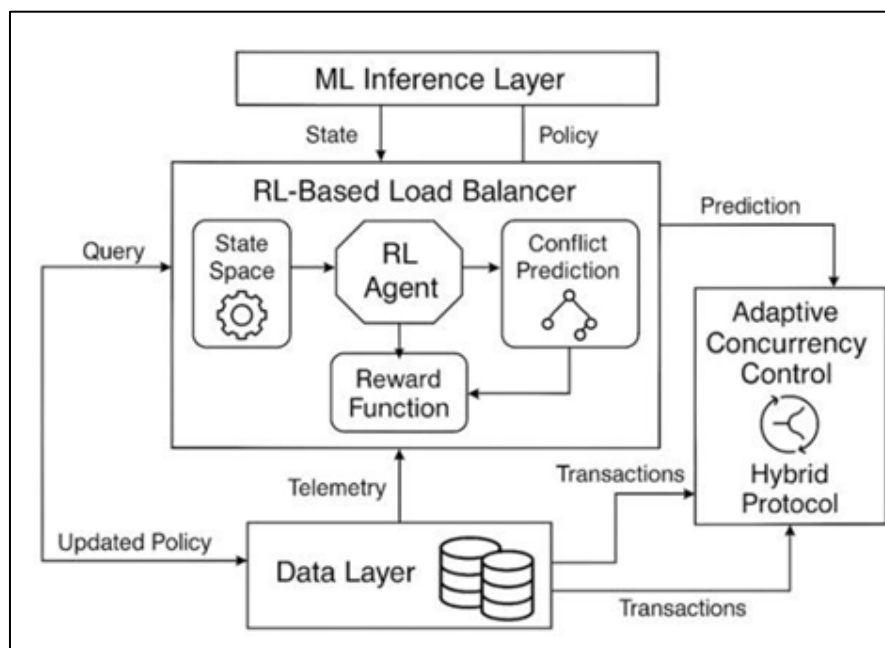 ML Inference Layer
State
Policy
RL-Based Load Balancer
Prediction
Query
State
Space
RL
Agent
Conflict
Prediction
Reward
Function
Adaptive
Concurrency
Control
Hybrid
Protocol
Telemetry
Transactions
Updated Policy
Data Layer
Transactions